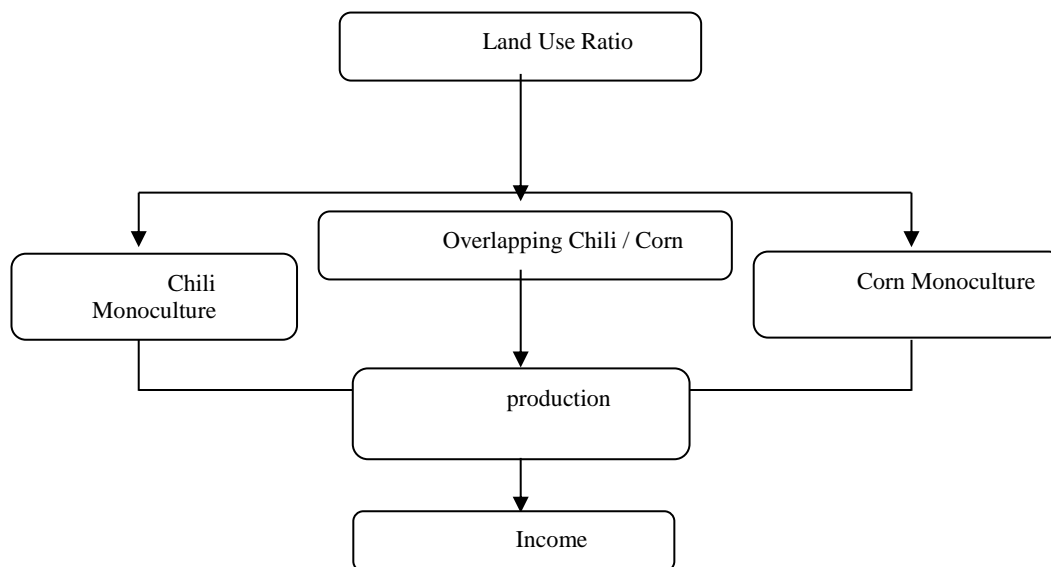 Land Use Ratio
Overlapping Chili / Corn
Chili
Monoculture
Corn Monoculture
production
Income